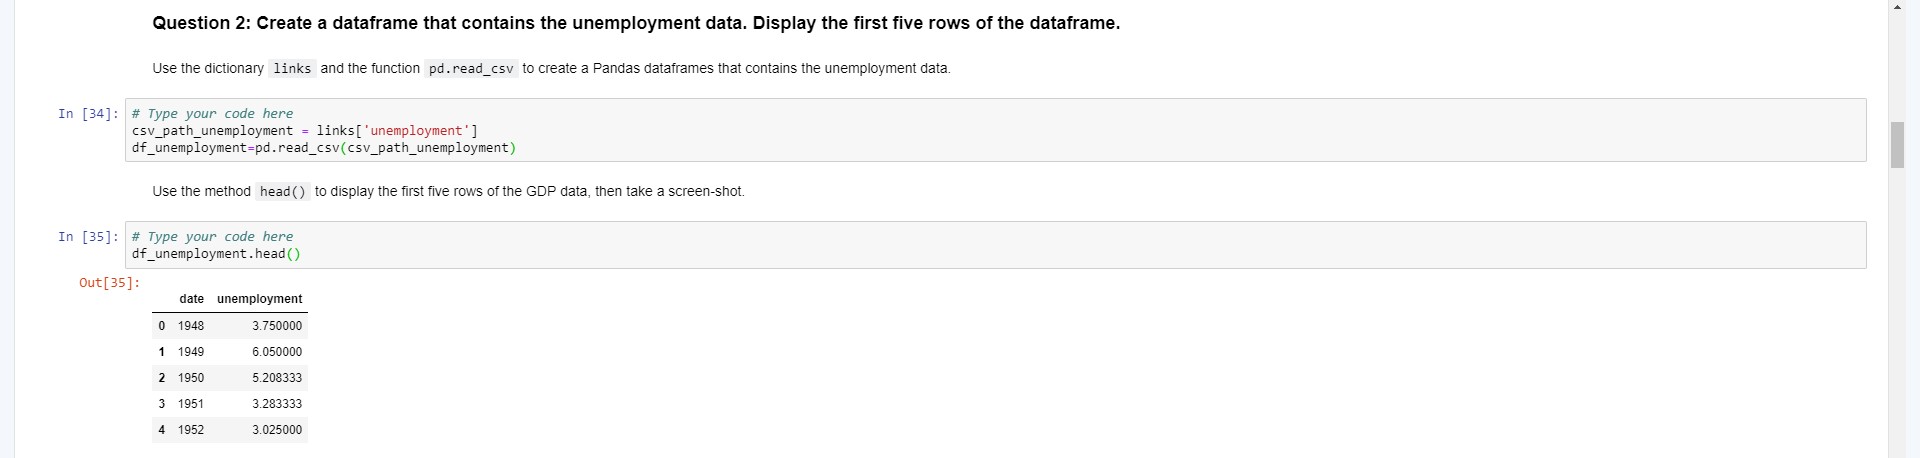 Question 2: Create a dataframe that contains the unemployment data. Display the first five rows of the dataframe.
Use the dictionary links and the function pd.read_csv to create a Pandas dataframes that contains the unemployment data.
In [34]: # Type your code here
csv_path_unemployment = links['unemployment']
df_unemployment=pd.read_csv(csv_path_unemployment)
Use the method head() to display the first five rows of the GDP data, then take a screen-shot.
In [35]: # Type your code here
df_unemployment.head()
Out[35]:
date unemployment
0 1948 3.750000
1 1949 6.050000
2 1950 5.208333
3 1951 3.283333
4 1952 3.025000